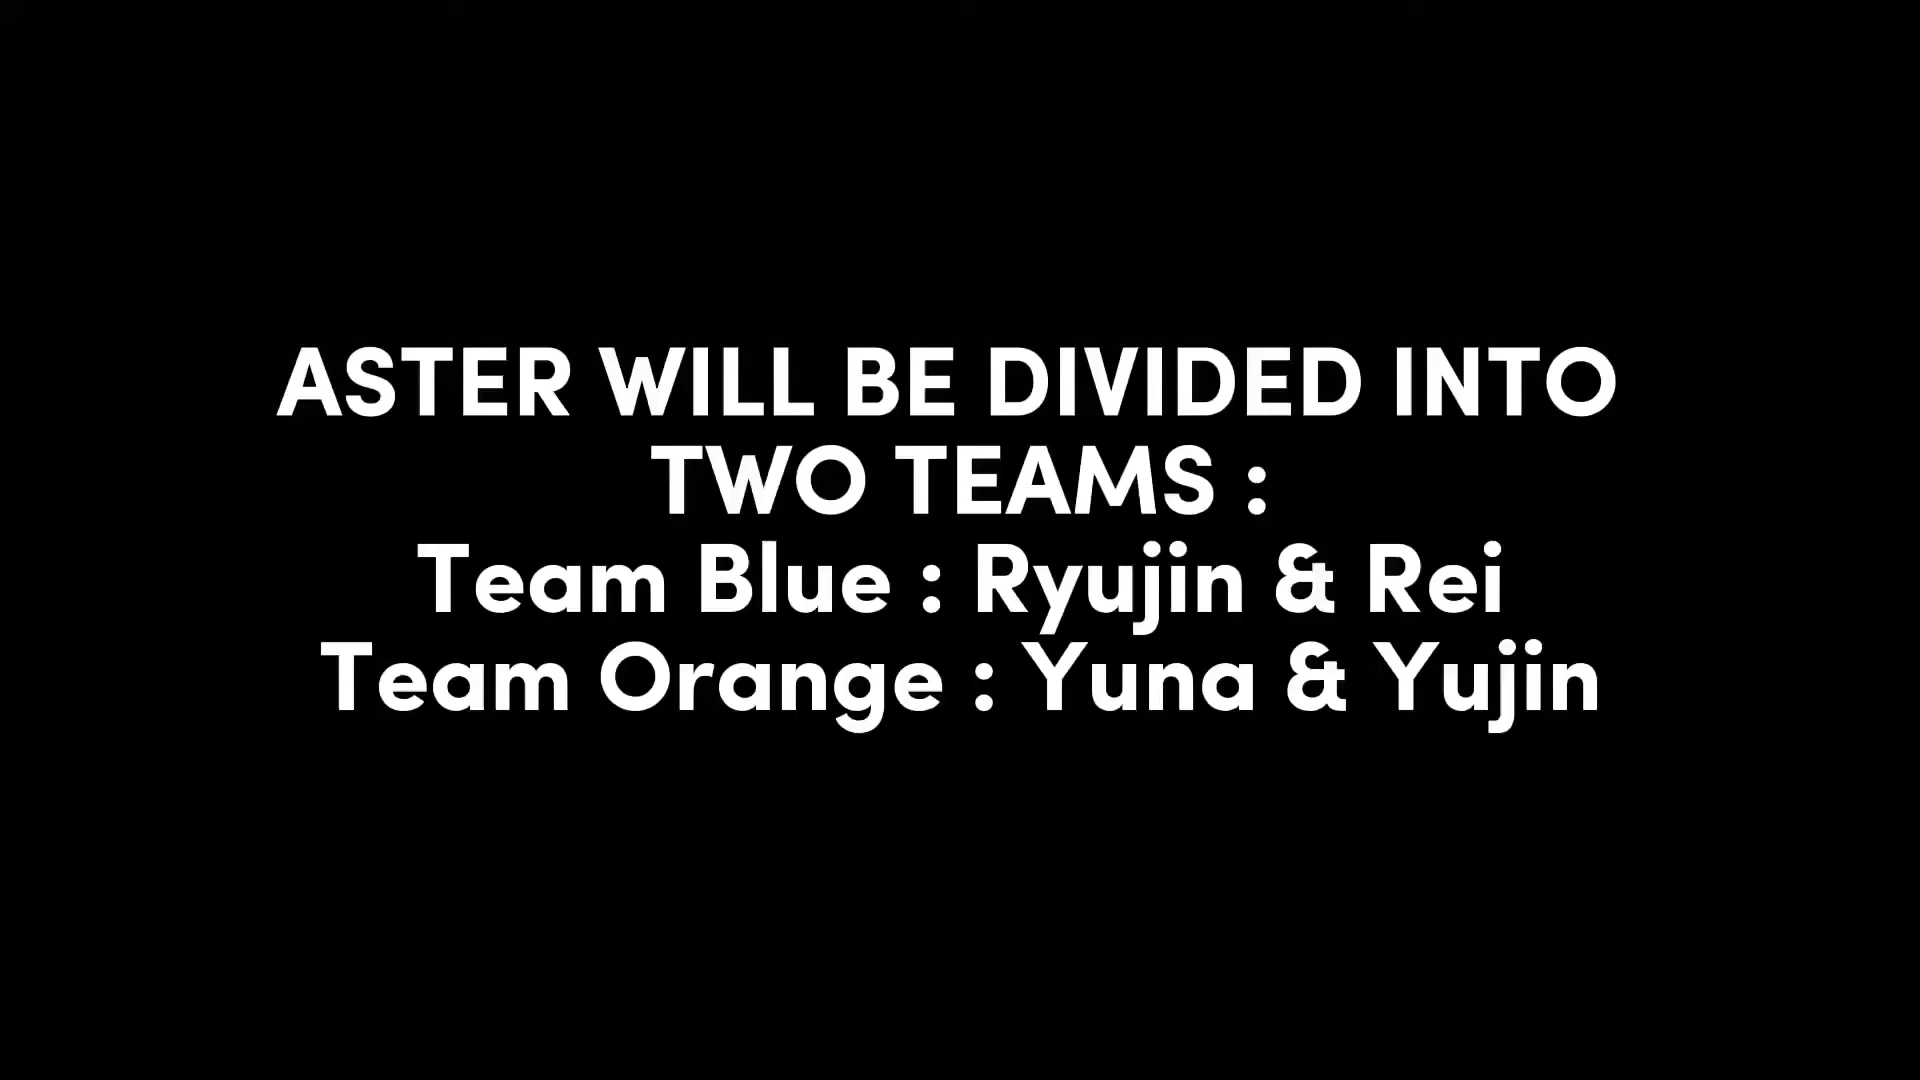 ASTER WILL BE DIVIDED INTO
TWO TEAMS :
Team Blue : Ryujin & Rei
Team Orange : Yuna & Yujin